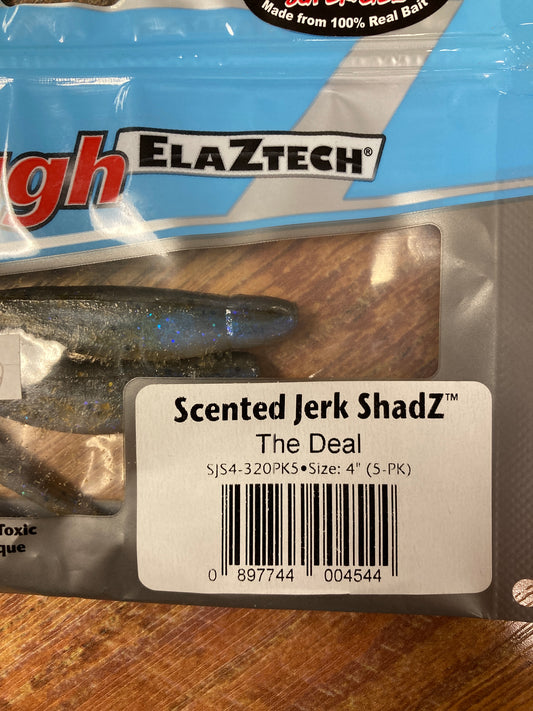 Made from 100% Real Bait
ElaZtech®
Scented Jerk ShadZ™
The Deal
SJS4-320PK5•Size: 4" (5-PK)
0 897744 004544
Toxic
que